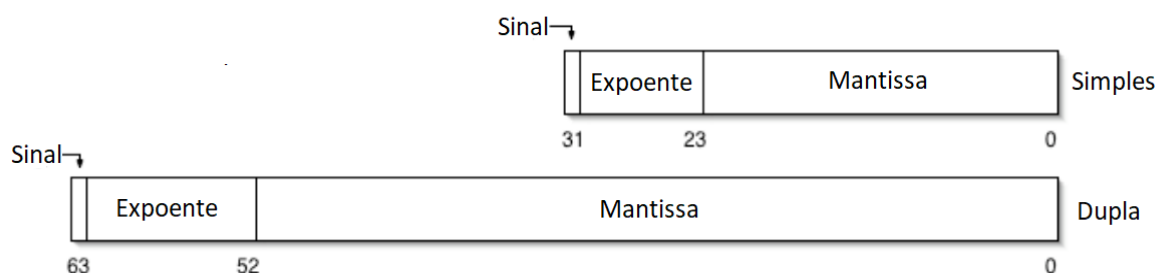 Sinal
Expoente Mantissa Simples
31 23 0
Sinal
Expoente Mantissa Dupla
63 52 0